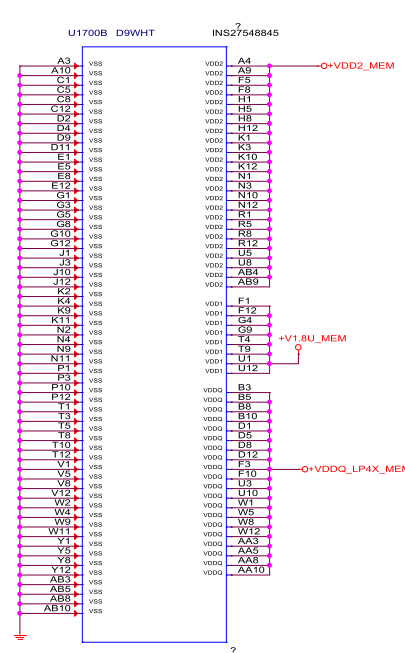 ?
U1700B D9WHT INS27548845
A3 VSS VDD2 A4 +VDD2_MEM
A10 VSS VDD2 A9
C1 VSS VDD2 F5
C5 VSS VDD2 F8
C8 VSS VDD2 H1
C12 VSS VDD2 H5
D2 VSS VDD2 H8
D4 VSS VDD2 H12
D9 VSS VDD2 K1
D11 VSS VDD2 K3
E1 VSS VDD2 K10
E5 VSS VDD2 K12
E8 VSS VDD2 N1
E12 VSS VDD2 N3
G1 VSS VDD2 N10
G3 VSS VDD2 N12
G5 VSS VDD2 R1
G8 VSS VDD2 R5
G10 VSS VDD2 R8
G12 VSS VDD2 R12
J1 VSS VDD2 U5
J3 VSS VDD2 U8
J10 VSS VDD2 AB4
J12 VSS VDD2 AB9
K2 VSS
K4 VSS VDD1 F1
K9 VSS VDD1 F12
K11 VSS VDD1 G4
N2 VSS VDD1 G9
N4 VSS VDD1 T4 +V1.8U_MEM
N9 VSS VDD1 T9
N11 VSS VDD1 U1
P1 VSS VDD1 U12
P3 VSS
P10 VSS VDDQ B3
P12 VSS VDDQ B5
T1 VSS VDDQ B8
T3 VSS VDDQ B10
T5 VSS VDDQ D1
T8 VSS VDDQ D5
T10 VSS VDDQ D8
T12 VSS VDDQ D12
V1 VSS VDDQ F3 +VDDQ_LP4X_MEM
V5 VSS VDDQ F10
V8 VSS VDDQ U3
V12 VSS VDDQ U10
W2 VSS VDDQ W1
W4 VSS VDDQ W5
W9 VSS VDDQ W8
W11 VSS VDDQ W12
Y1 VSS VDDQ AA3
Y5 VSS VDDQ AA5
Y8 VSS VDDQ AA8
Y12 VSS VDDQ AA10
AB3 VSS
AB5 VSS
AB8 VSS
AB10 VSS
?